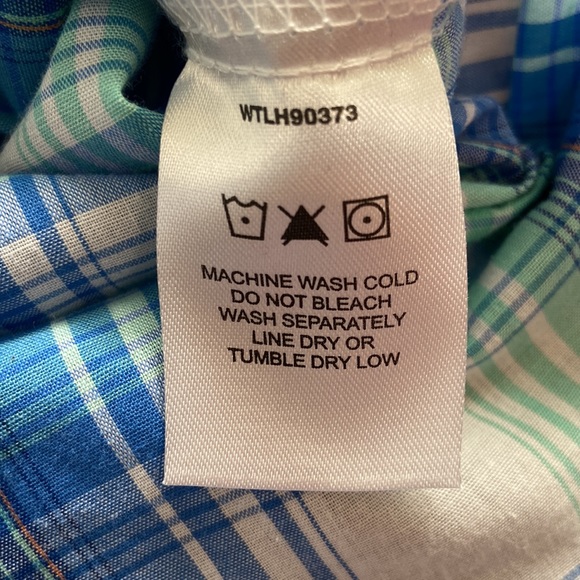 WTLH90373
MACHINE WASH COLD
DO NOT BLEACH
WASH SEPARATELY
LINE DRY OR
TUMBLE DRY LOW